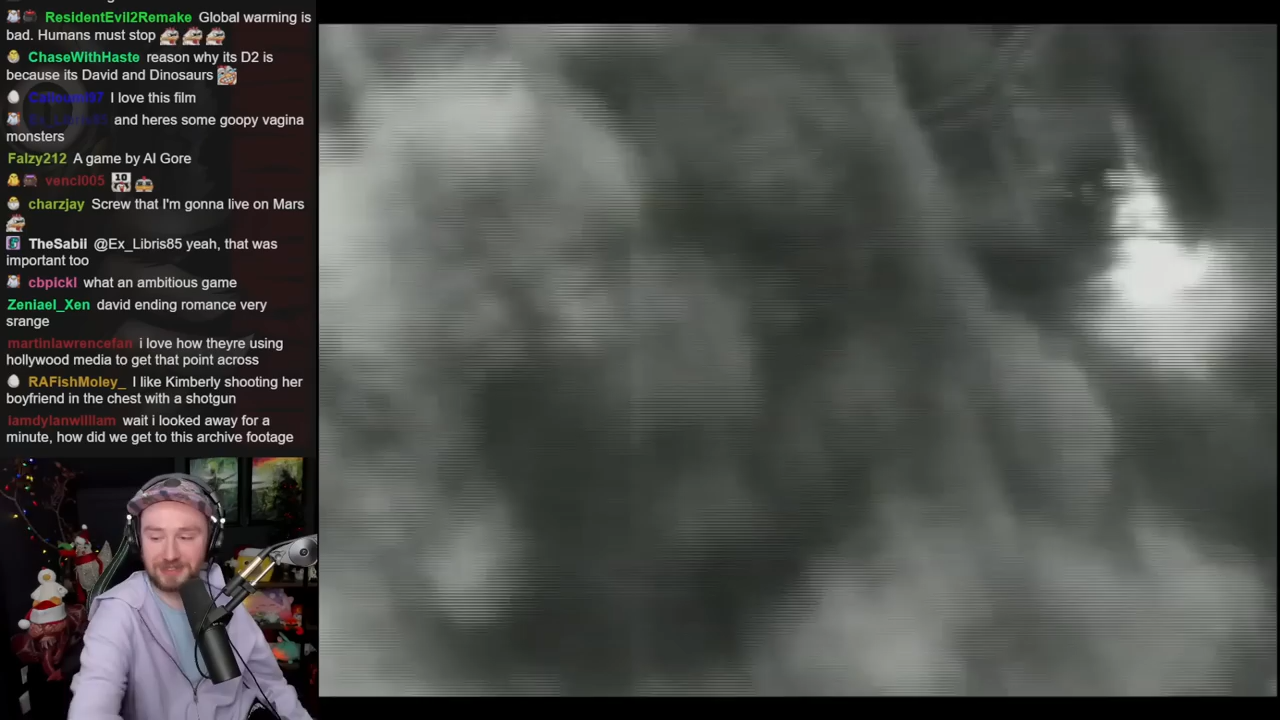 ResidentEvil2Remake Global warming is
bad. Humans must stop
ChaseWithHaste reason why its D2 is
because its David and Dinosaurs
I love this film
and heres some goopy vagina
monsters
Falzy212 A game by Al Gore
vencl005
charzjay Screw that I'm gonna live on Mars
TheSabii @Ex_Libris85 yeah, that was
important too
cbpickl what an ambitious game
Zeniael_Xen david ending romance very
srange
martinlawrencefan i love how theyre using
hollywood media to get that point across
RAFishMoley_ I like Kimberly shooting her
boyfriend in the chest with a shotgun
iamdylanwilliam wait i looked away for a
minute, how did we get to this archive footage